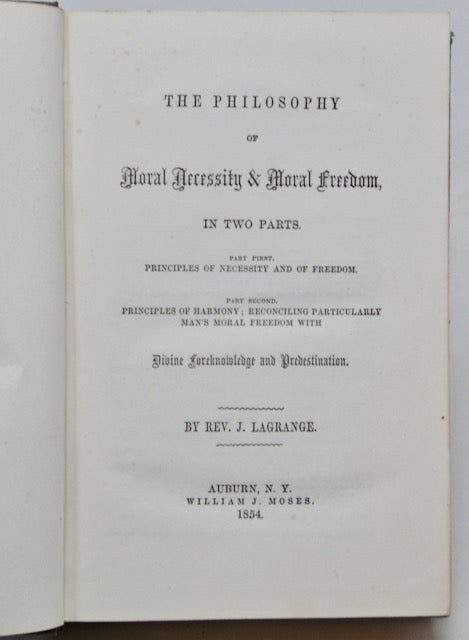 THE PHILOSOPHY
OF
Moral Necessity & Moral Freedom,
IN TWO PARTS.
PART FIRST.
PRINCIPLES OF NECESSITY AND OF FREEDOM.
PART SECOND.
PRINCIPLES OF HARMONY; RECONCILING PARTICULARLY
MAN'S MORAL FREEDOM WITH
Divine Foreknowledge and Predestination.
BY REV. J. LAGRANGE.
AUBURN, N. Y.
WILLIAM J. MOSES.
1854.